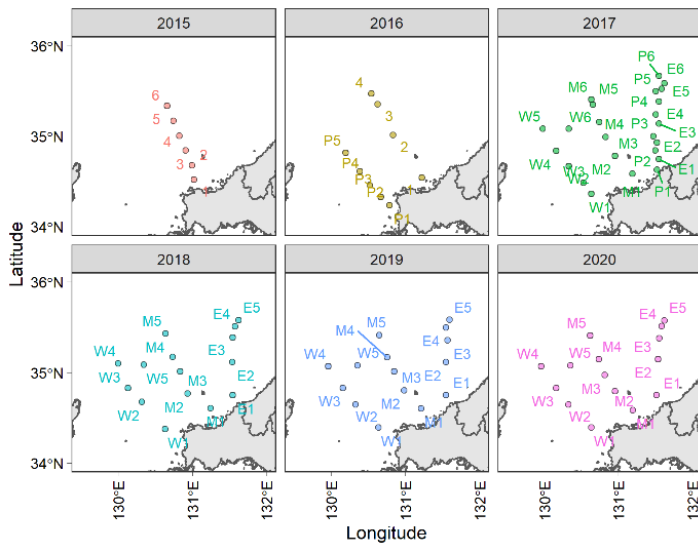 2015 2016 2017
36°N
6
5
4
2
3
1
4
3
2
P5
P4
P3
P2
1
P1
P6
P5
E6
M6
M5
E5
P4
W5
W6
M4
P3
E3
M3
E2
M2
P2
E1
W2
W1
M1
P1
35°N
34°N
Latitude
2018 2019 2020
36°N
E5
E4
M5
M4
E3
W4
W5
W3
M3
E2
M2
E1
W2
M1
W1
E5
E4
M5
M4
E3
W4
W5
E2
M3
E1
W3
M2
W2
M1
W1
E5
E4
M5
M4
E3
W4
W5
E2
M3
E1
W3
M2
W2
M1
W1
35°N
34°N
130°E 131°E 132°E 130°E 131°E 132°E 130°E 131°E 132°E
Longitude